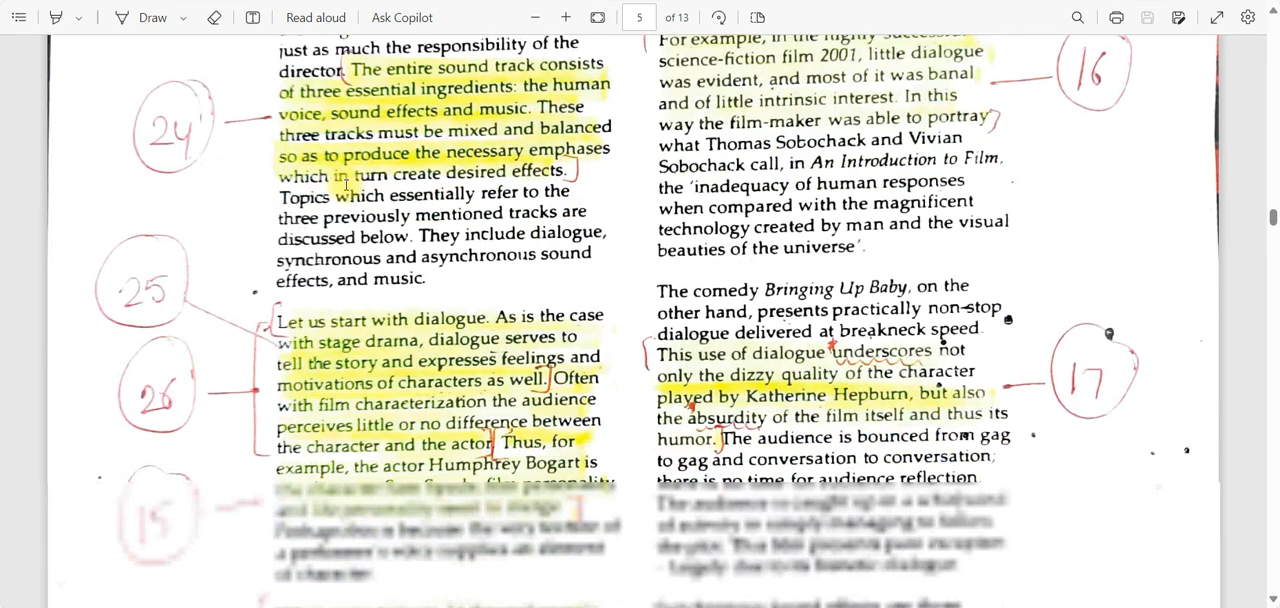 Draw
Read aloud
Ask Copilot
5
of 13
just as much the responsibility of the
director. The entire sound track consists
of three essential ingredients: the human
voice, sound effects and music. These
three tracks must be mixed and balanced
so as to produce the necessary emphases
which in turn create desired effects.
Topics which essentially refer to the
three previously mentioned tracks are
discussed below. They include dialogue,
synchronous and asynchronous sound
effects, and music.
24
25
26
15
Let us start with dialogue. As is the case
with stage drama, dialogue serves to
tell the story and expresses feelings and
motivations of characters as well. Often
with film characterization the audience
perceives little or no difference between
the character and the actor. Thus, for
example, the actor Humphrey Bogart is
For example, in the highly successful
science-fiction film 2001, little dialogue
was evident, and most of it was banal
and of little intrinsic interest. In this
way the film-maker was able to portray
what Thomas Sobochack and Vivian
Sobochack call, in An Introduction to Film,
the 'inadequacy of human responses
when compared with the magnificent
technology created by man and the visual
beauties of the universe'.
16
The comedy Bringing Up Baby, on the
other hand, presents practically non-stop
dialogue delivered at breakneck speed.
This use of dialogue underscores not
only the dizzy quality of the character
played by Katherine Hepburn, but also
the absurdity of the film itself and thus its
humor. The audience is bounced from gag
to gag and conversation to conversation;
there is no time for audience reflection.
17